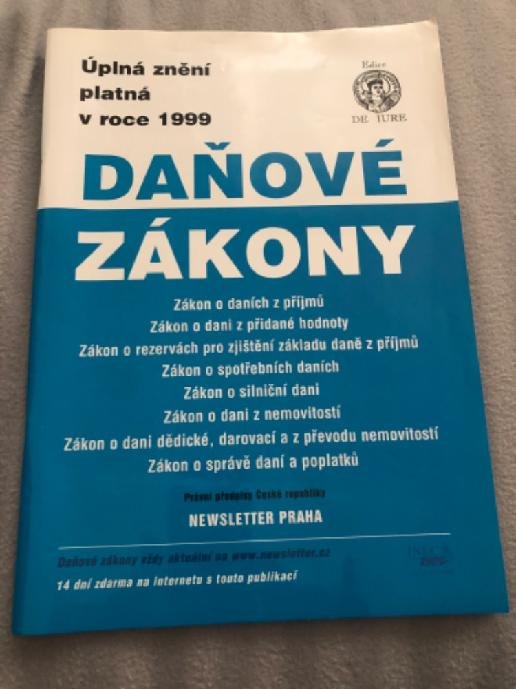 Úplná znění
platná
v roce 1999
Edice
DE IURE
DAŇOVÉ
ZÁKONY
Zákon o daních z příjmů
Zákon o dani z přidané hodnoty
Zákon o rezervách pro zjištění základu daně z příjmů
Zákon o spotřebních daních
Zákon o silniční dani
Zákon o dani z nemovitostí
Zákon o dani dědické, darovací a z převodu nemovitostí
Zákon o správě daní a poplatků
Právní předpisy České republiky
NEWSLETTER PRAHA
Daňové zákony vždy aktuální na www.newsletter.cz
14 dní zdarma na internetu s touto publikací